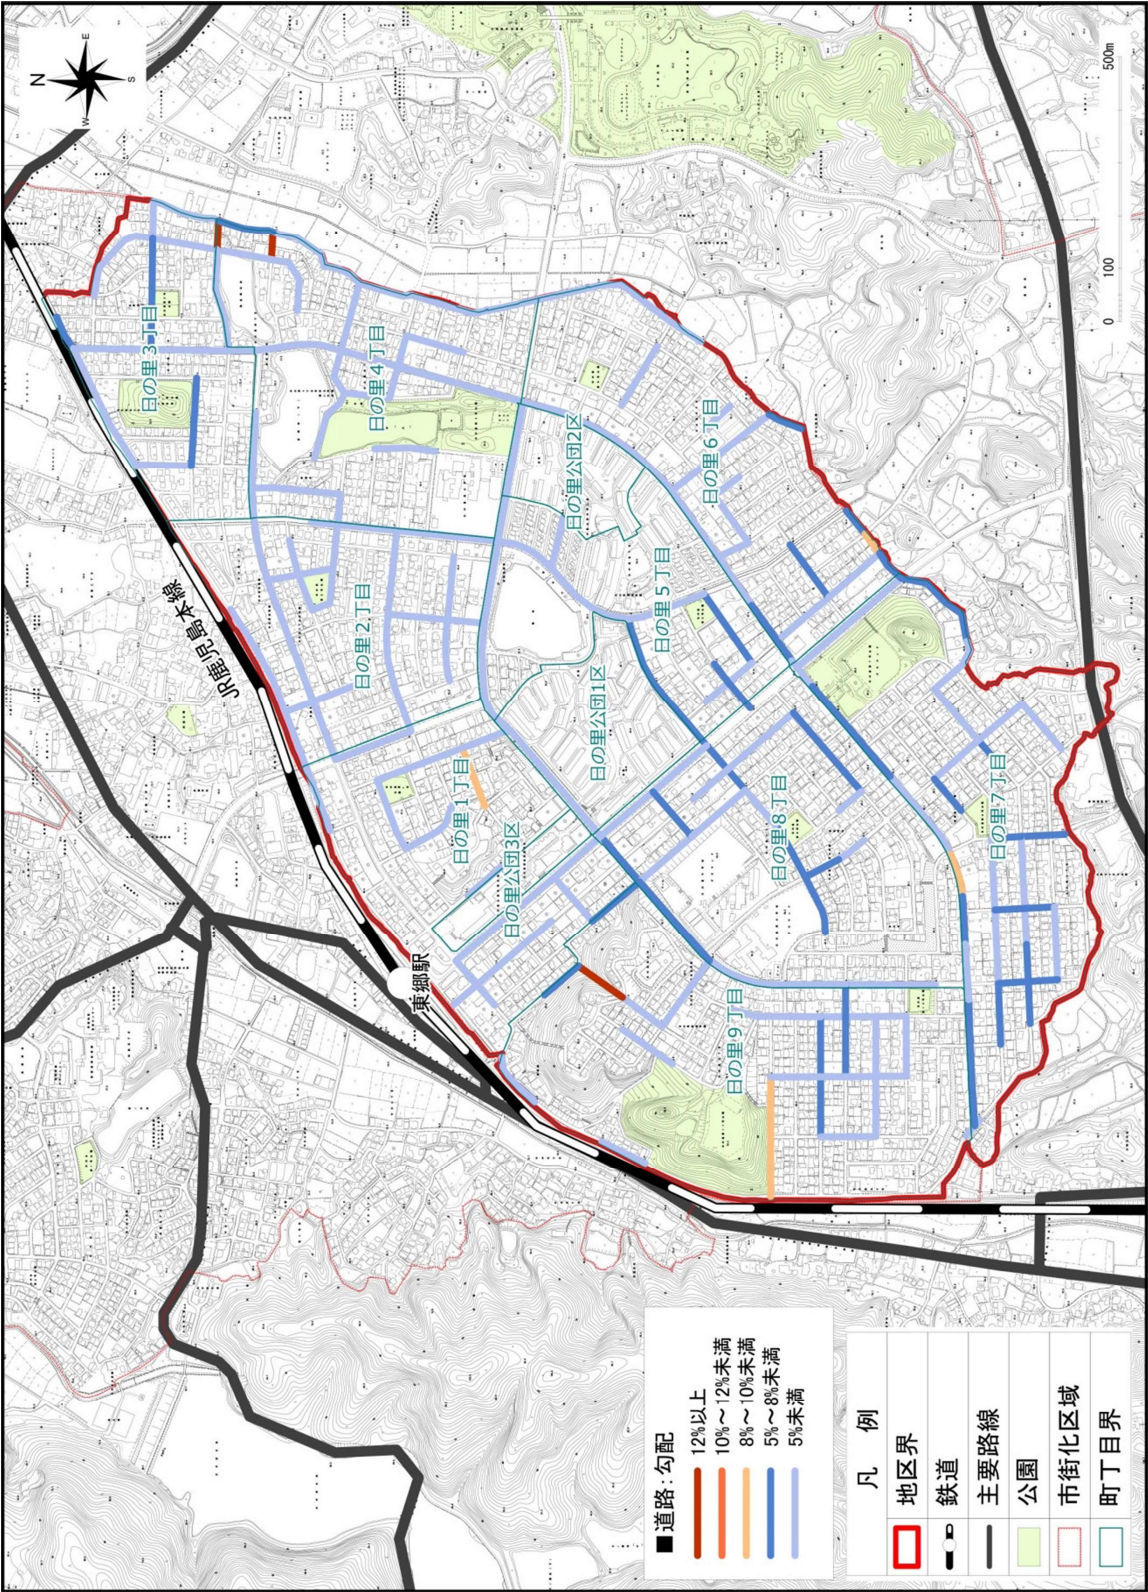 N
E
S
W
500m
100
0
JR鹿児島本線
東郷駅
日の里3丁目
日の里4丁目
日の里2丁目
日の里公団2区
日の里6丁目
日の里5丁目
日の里公団1区
日の里1丁目
日の里公団3区
日の里8丁目
日の里7丁目
日の里9丁目
■道路：勾配
12%以上
10%～12%未満
8%～10%未満
5%～8%未満
5%未満
凡 例
地区界
鉄道
主要路線
公園
市街化区域
町丁目界